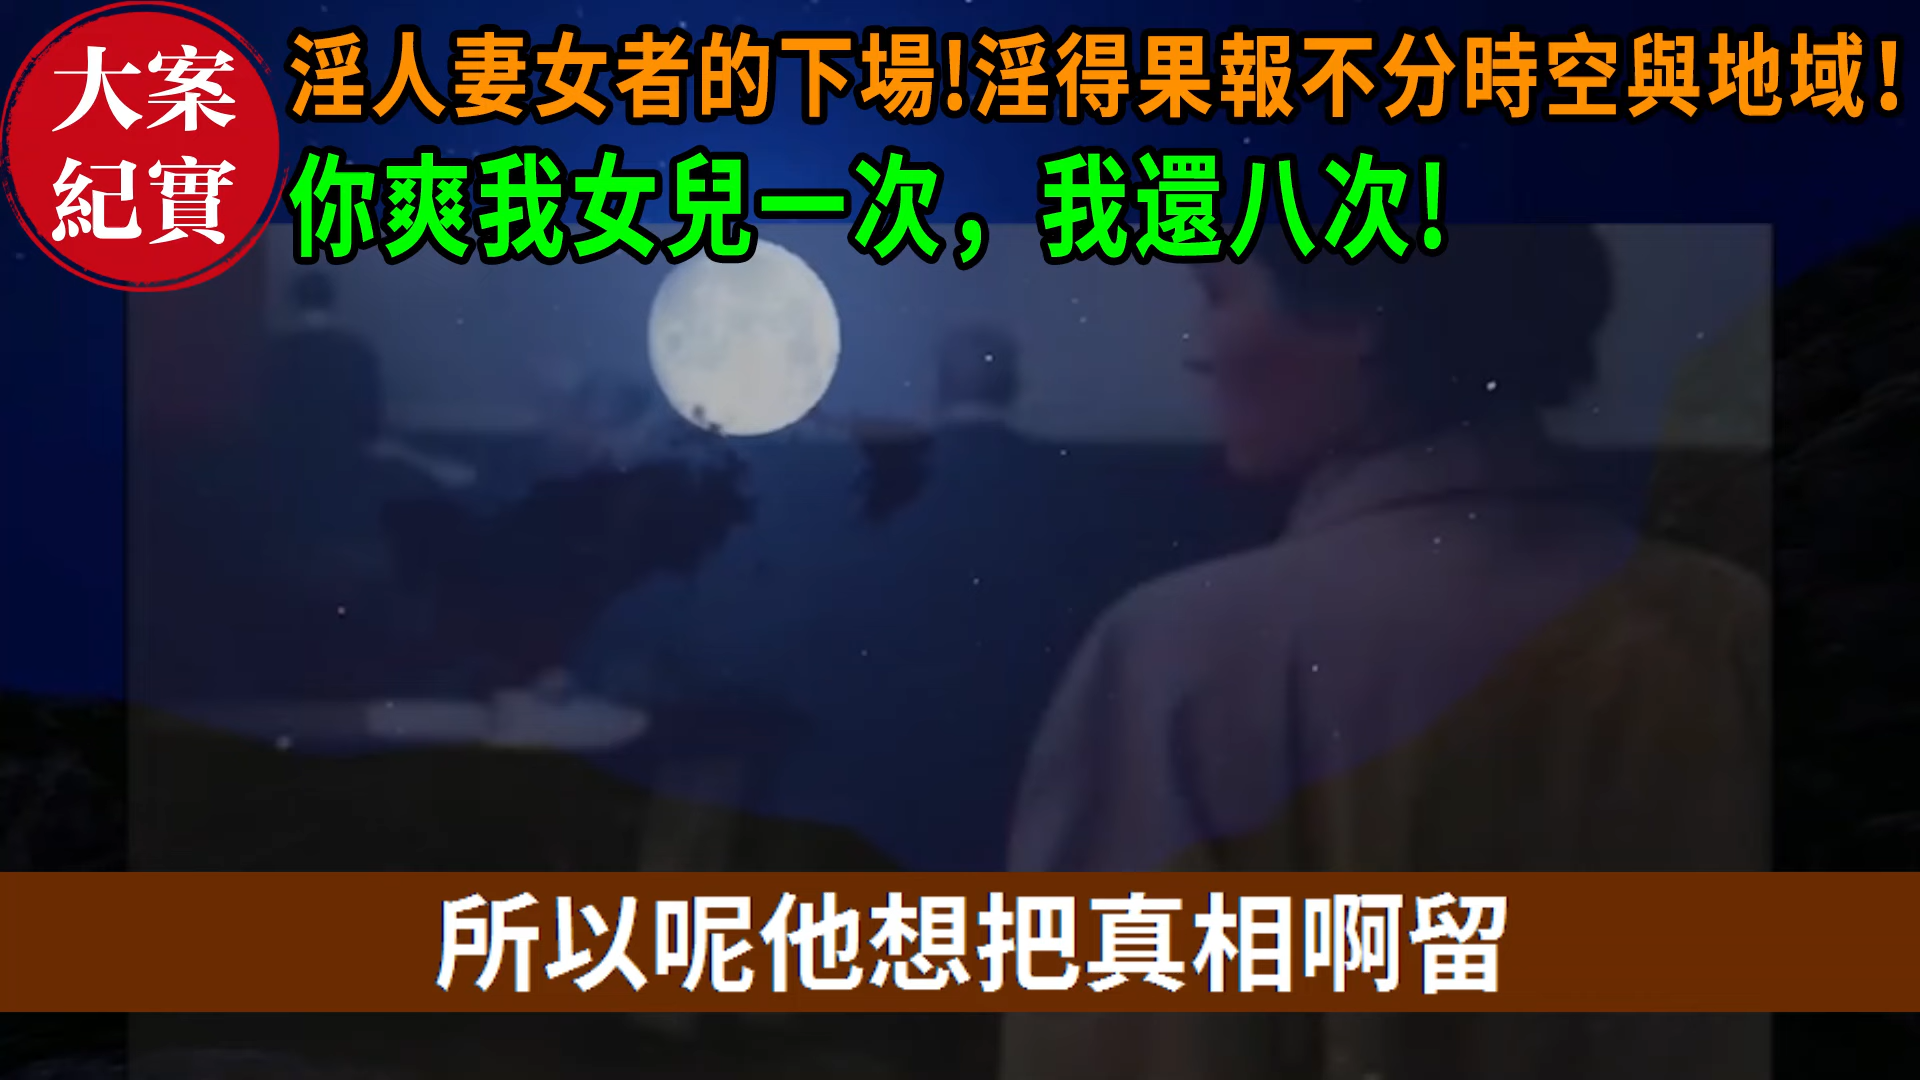 大案
紀實
淫人妻女者的下場!淫得果報不分時空與地域!
你爽我女兒一次，我還八次!
所以呢他想把真相啊留